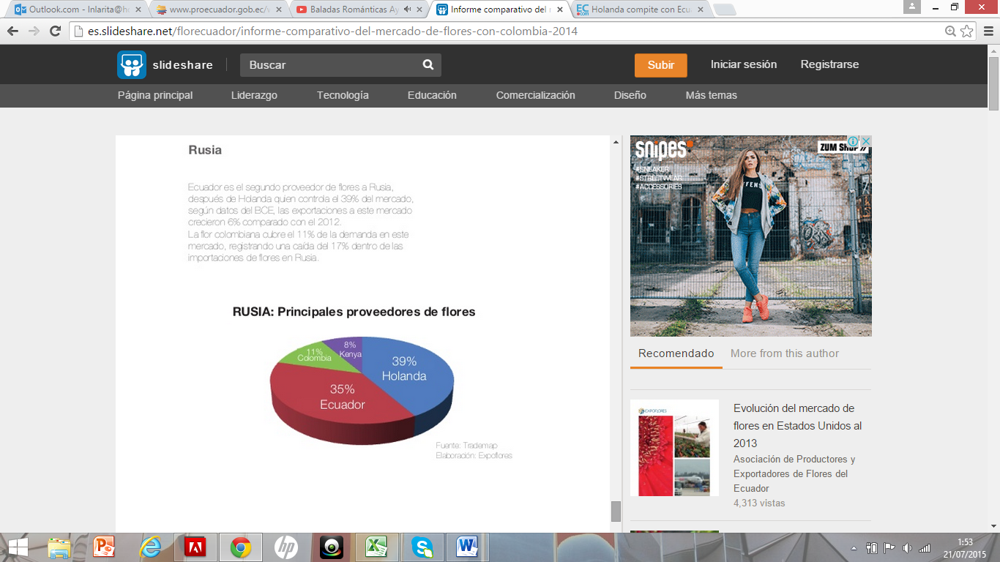 Outlook.com - lnlarita@h
www.proecuador.gob.ec/v
Baladas Románticas Ay
Informe comparativo del
Holanda compite con Ecu
es.slideshare.net/florecuador/informe-comparativo-del-mercado-de-flores-con-colombia-2014
slideshare
Buscar
Subir
Iniciar sesión
Registrarse
Página principal
Liderazgo
Tecnología
Educación
Comercialización
Diseño
Más temas
Rusia
Ecuador es el segundo proveedor de flores a Rusia,
después de Holanda quien controla el 39% del mercado,
según datos del BCE, las exportaciones a este mercado
crecieron 6% comparado con el 2012.
La flor colombiana cubre el 11% de la demanda en este
mercado, registrando una caída del 17% dentro de las
importaciones de flores en Rusia.
RUSIA: Principales proveedores de flores
8%
Kenya
11%
Colombia
39%
Holanda
35%
Ecuador
Fuente: Trademap
Elaboración: Expoflores
snipes
ZUM SHOP
#SNEAKER
#STREETWEAR
#ACCESSORIES
Recomendado
More from this author
EXPOFLORES
Evolución del mercado de
flores en Estados Unidos al
2013
Asociación de Productores y
Exportadores de Flores del
Ecuador
4,313 vistas
hp
1:53
21/07/2015